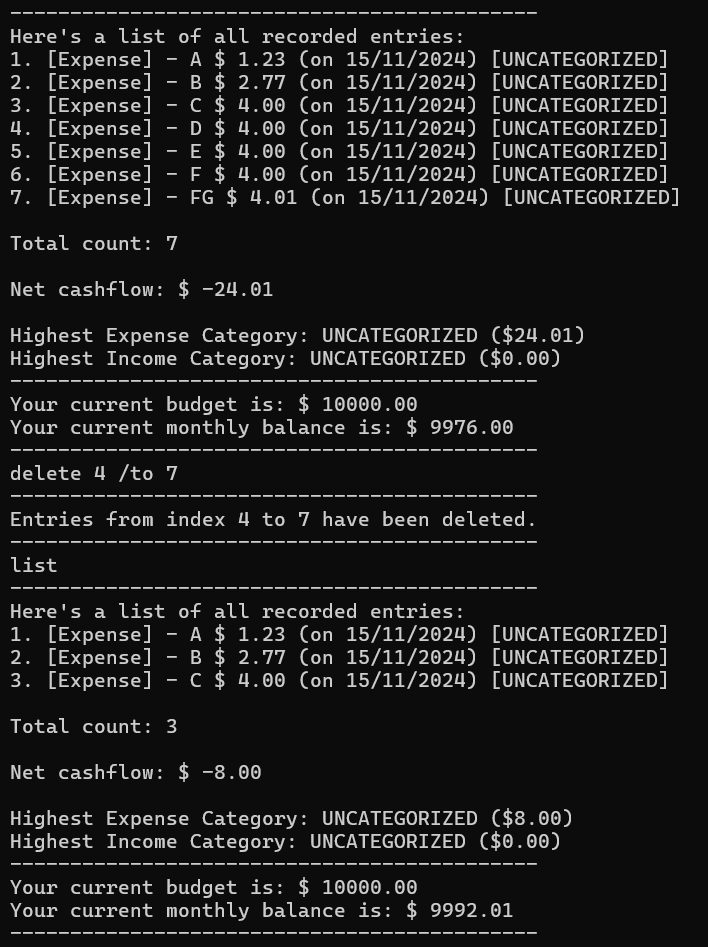 ---------------------------------------------
Here's a list of all recorded entries:
1. [Expense] - A $ 1.23 (on 15/11/2024) [UNCATEGORIZED]
2. [Expense] - B $ 2.77 (on 15/11/2024) [UNCATEGORIZED]
3. [Expense] - C $ 4.00 (on 15/11/2024) [UNCATEGORIZED]
4. [Expense] - D $ 4.00 (on 15/11/2024) [UNCATEGORIZED]
5. [Expense] - E $ 4.00 (on 15/11/2024) [UNCATEGORIZED]
6. [Expense] - F $ 4.00 (on 15/11/2024) [UNCATEGORIZED]
7. [Expense] - FG $ 4.01 (on 15/11/2024) [UNCATEGORIZED]
Total count: 7
Net cashflow: $ -24.01
Highest Expense Category: UNCATEGORIZED ($24.01)
Highest Income Category: UNCATEGORIZED ($0.00)
---------------------------------------------
Your current budget is: $ 10000.00
Your current monthly balance is: $ 9976.00
---------------------------------------------
delete 4 /to 7
---------------------------------------------
Entries from index 4 to 7 have been deleted.
---------------------------------------------
list
---------------------------------------------
Here's a list of all recorded entries:
1. [Expense] - A $ 1.23 (on 15/11/2024) [UNCATEGORIZED]
2. [Expense] - B $ 2.77 (on 15/11/2024) [UNCATEGORIZED]
3. [Expense] - C $ 4.00 (on 15/11/2024) [UNCATEGORIZED]
Total count: 3
Net cashflow: $ -8.00
Highest Expense Category: UNCATEGORIZED ($8.00)
Highest Income Category: UNCATEGORIZED ($0.00)
---------------------------------------------
Your current budget is: $ 10000.00
Your current monthly balance is: $ 9992.01
---------------------------------------------